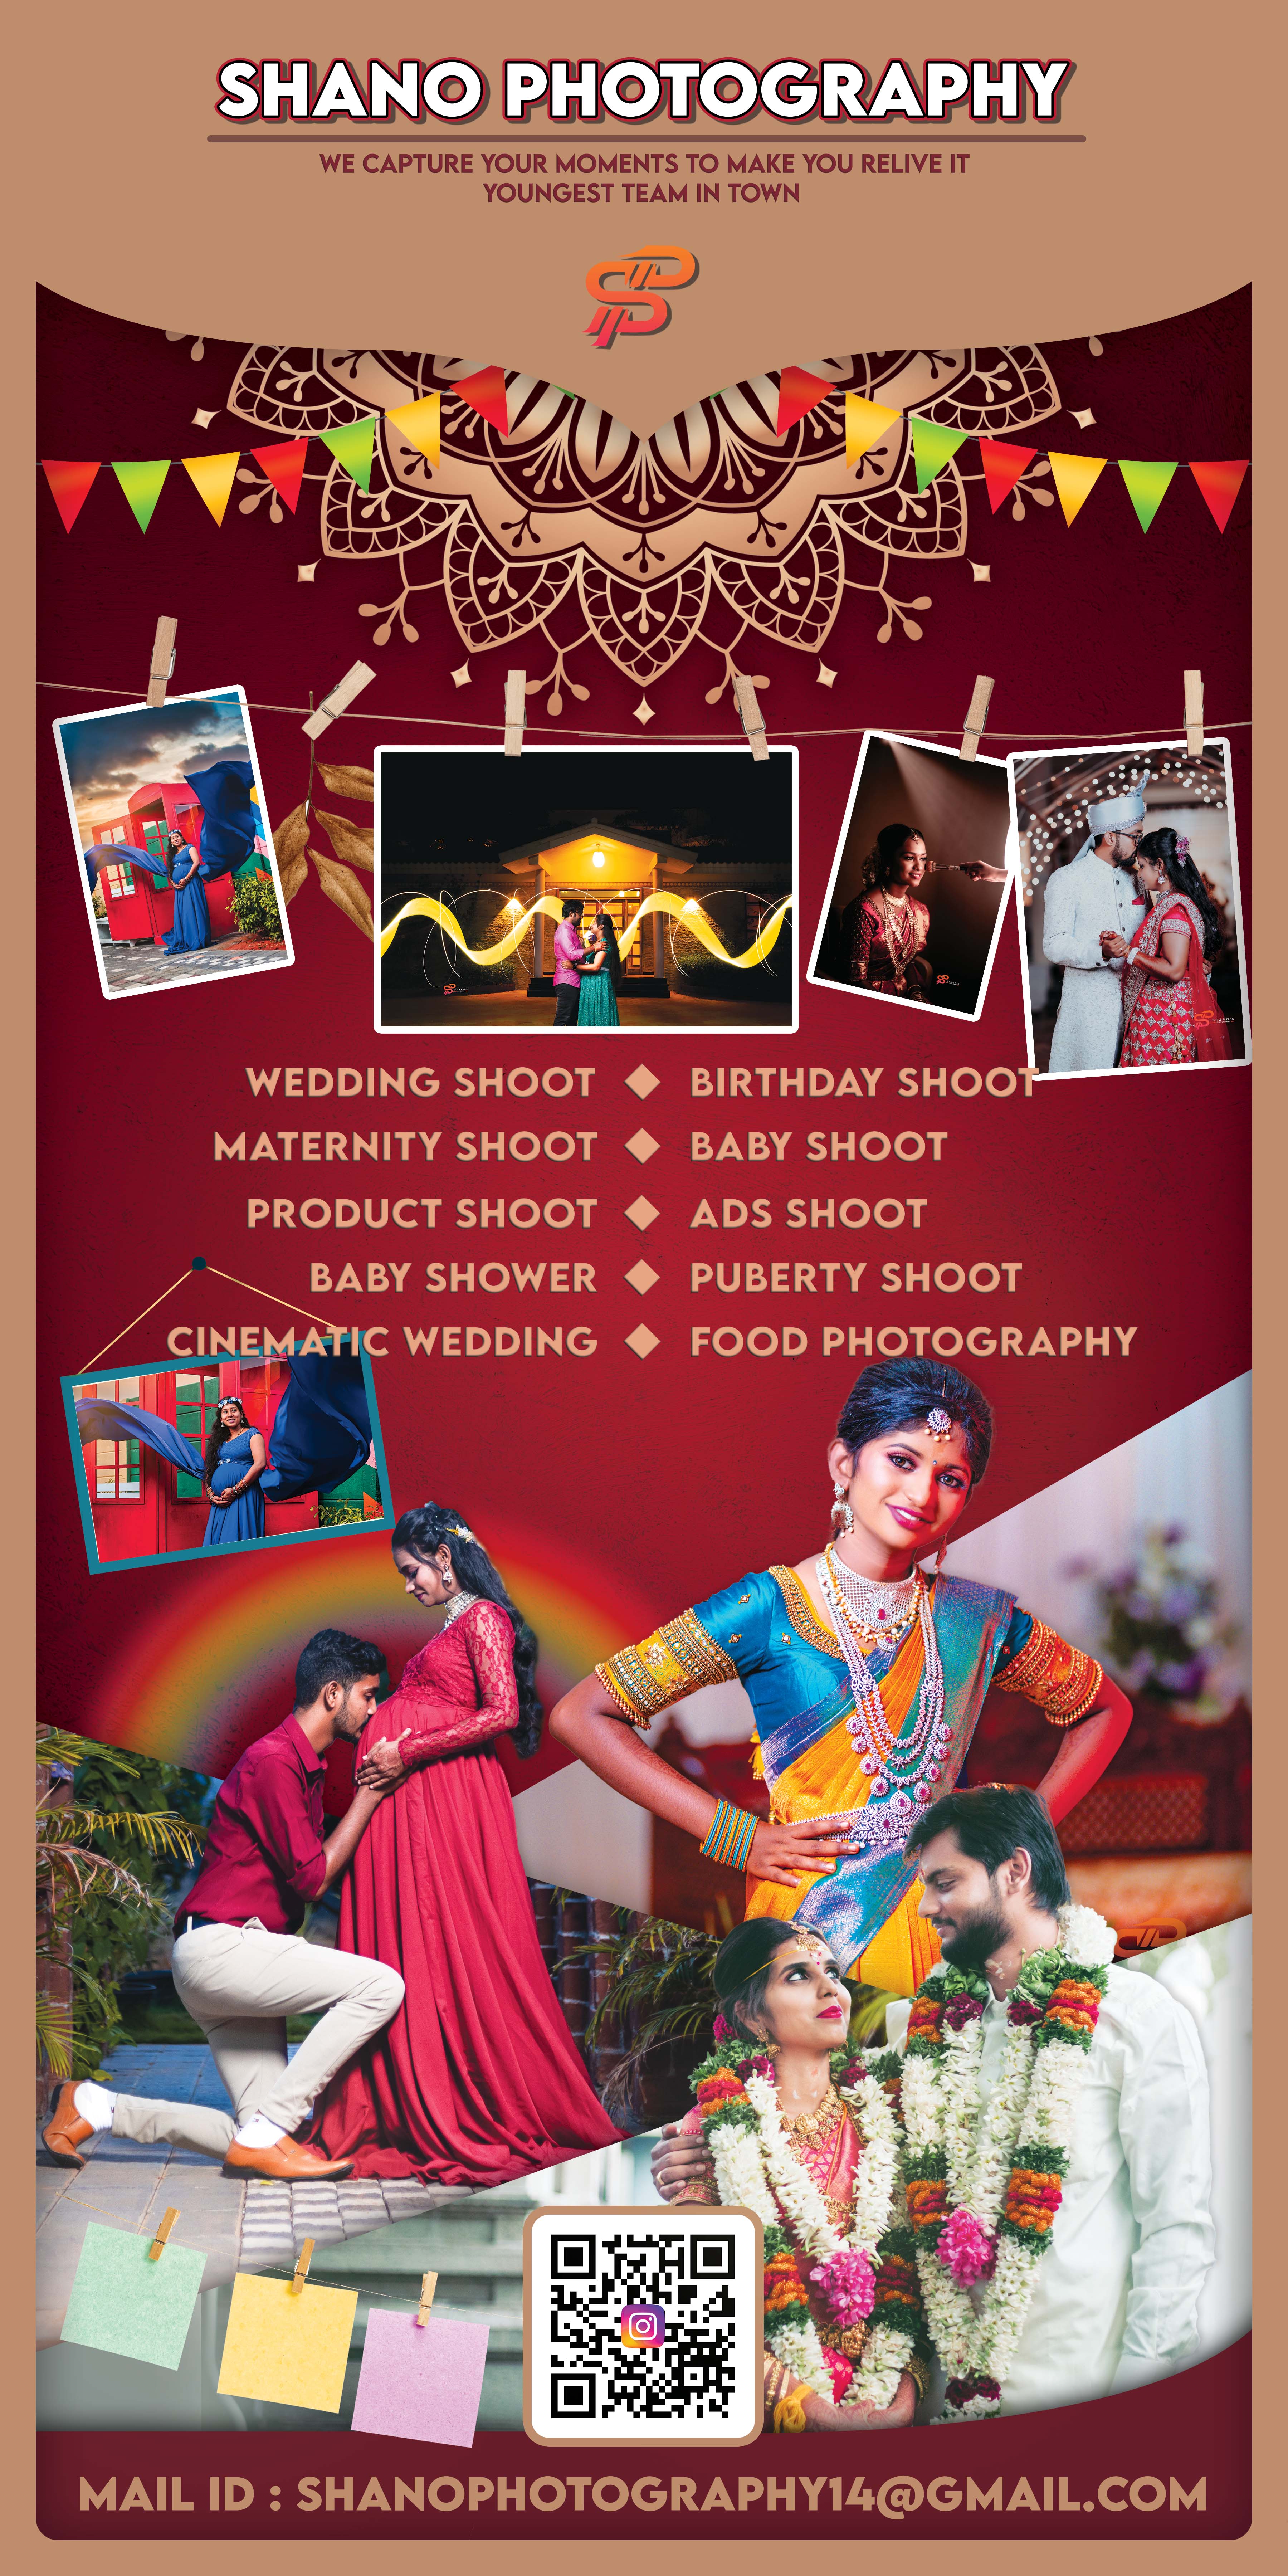 SHANO PHOTOGRAPHY
WE CAPTURE YOUR MOMENTS TO MAKE YOU RELIVE IT
YOUNGEST TEAM IN TOWN
SP
WEDDING SHOOT ◆ BIRTHDAY SHOOT
MATERNITY SHOOT ◆ BABY SHOOT
PRODUCT SHOOT ◆ ADS SHOOT
BABY SHOWER ◆ PUBERTY SHOOT
CINEMATIC WEDDING ◆ FOOD PHOTOGRAPHY
MAIL ID : SHANOPHOTOGRAPHY14@GMAIL.COM